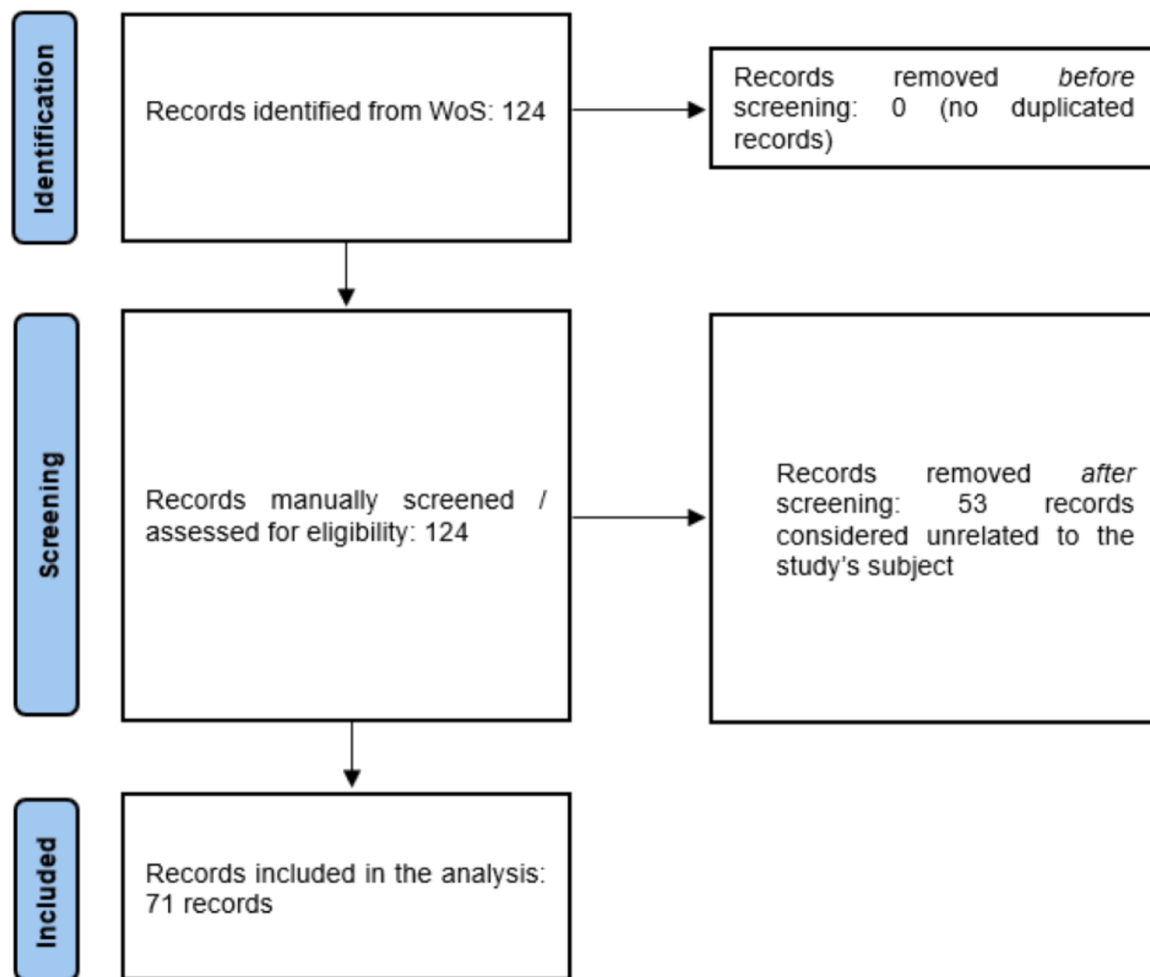 Identification
Records identified from WoS: 124
Records removed before
screening: 0 (no duplicated
records)
Screening
Records manually screened /
assessed for eligibility: 124
Records removed after
screening: 53 records
considered unrelated to the
study’s subject
Included
Records included in the analysis:
71 records